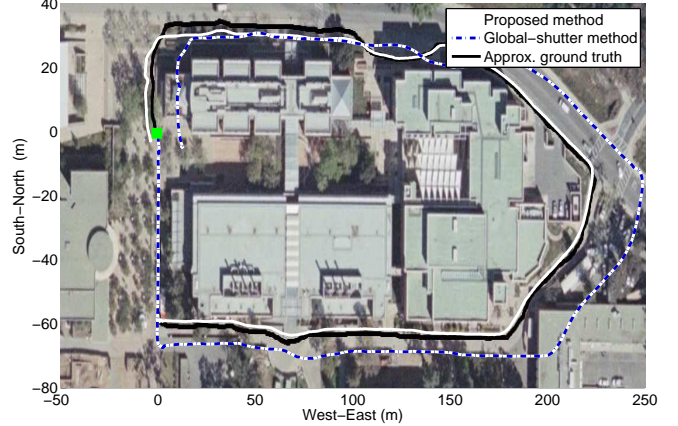 40
20
0
−20
−40
−60
−80
South−North (m)
−50
0
50
100
150
200
250
West−East (m)
Proposed method
Global−shutter method
Approx. ground truth